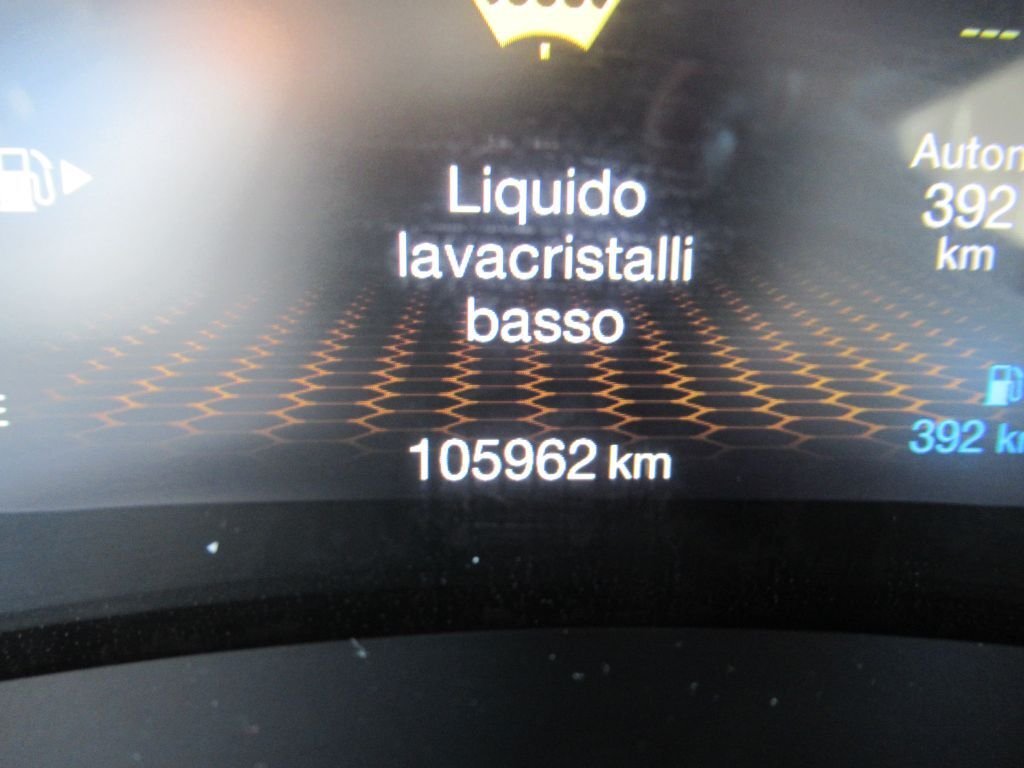 ---
Liquido
lavacristalli
basso
105962 km
392
km
392